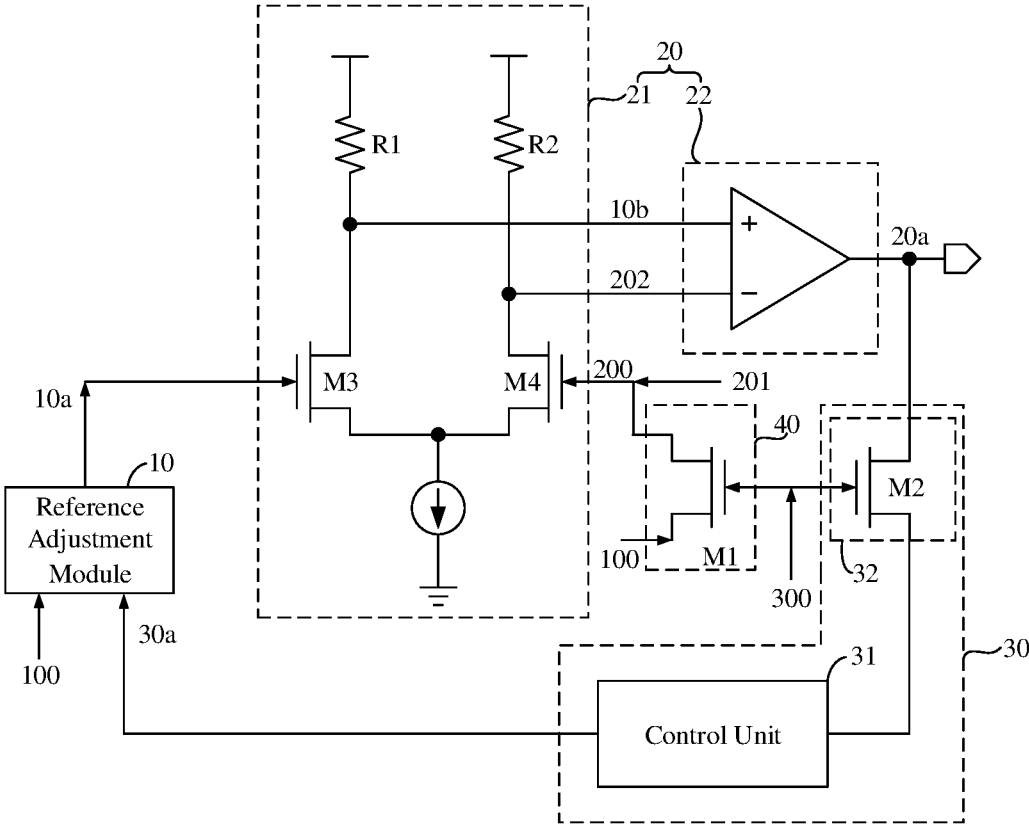 20
21
22
R1
R2
10b
+
20a
202
−
M3
M4
200
201
10a
40
10
M2
Reference
Adjustment
Module
100
M1
32
300
30a
100
31
30
Control Unit